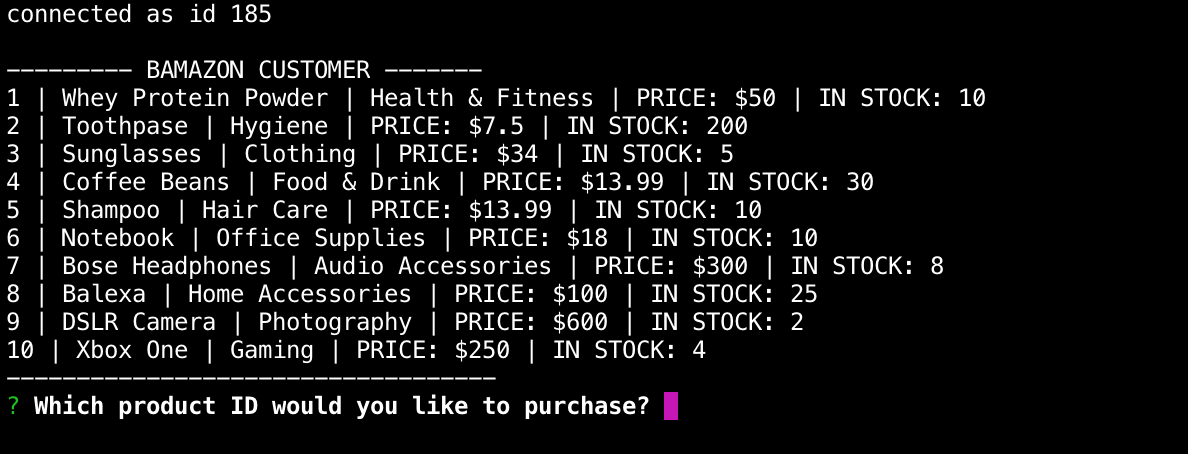 connected as id 185
––––––––– BAMAZON CUSTOMER –––––––
1 | Whey Protein Powder | Health & Fitness | PRICE: $50 | IN STOCK: 10
2 | Toothpase | Hygiene | PRICE: $7.5 | IN STOCK: 200
3 | Sunglasses | Clothing | PRICE: $34 | IN STOCK: 5
4 | Coffee Beans | Food & Drink | PRICE: $13.99 | IN STOCK: 30
5 | Shampoo | Hair Care | PRICE: $13.99 | IN STOCK: 10
6 | Notebook | Office Supplies | PRICE: $18 | IN STOCK: 10
7 | Bose Headphones | Audio Accessories | PRICE: $300 | IN STOCK: 8
8 | Balexa | Home Accessories | PRICE: $100 | IN STOCK: 25
9 | DSLR Camera | Photography | PRICE: $600 | IN STOCK: 2
10 | Xbox One | Gaming | PRICE: $250 | IN STOCK: 4
–––––––––––––––––––––––––––––––––––
? Which product ID would you like to purchase?